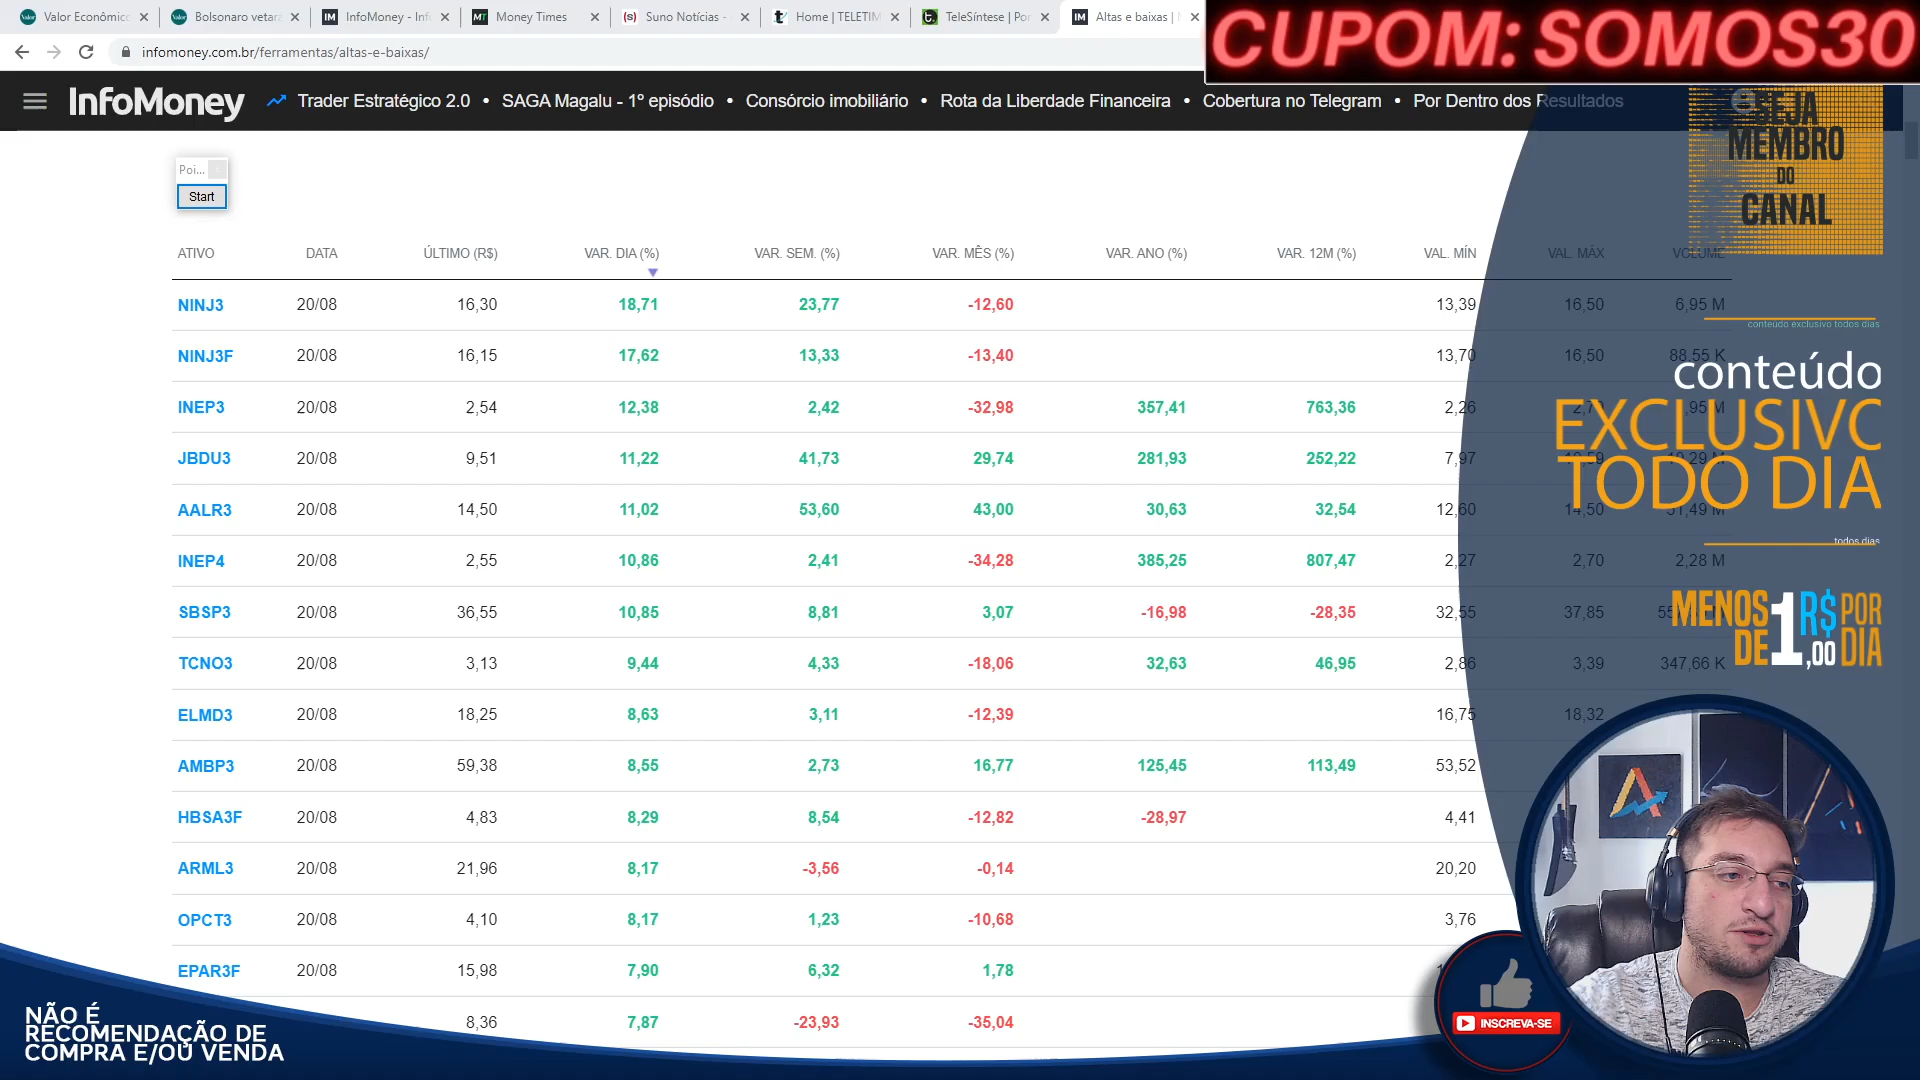 Valor Econômic
Bolsonaro vetará
InfoMoney - Info
Money Times
Suno Notícias -
Home | TELETIM
TeleSíntese | Por
Altas e baixas |
CUPOM: SOMOS30
infomoney.com.br/ferramentas/altas-e-baixas/
InfoMoney Trader Estratégico 2.0 • SAGA Magalu - 1º episódio • Consórcio imobiliário • Rota da Liberdade Financeira • Cobertura no Telegram • Por Dentro dos Resultados
SEJA
MEMBRO
DO
CANAL
Poi...
Start
ATIVO DATA ÚLTIMO (R$) VAR. DIA (%) VAR. SEM. (%) VAR. MÊS (%) VAR. ANO (%) VAR. 12M (%) VAL. MÍN VAL. MÁX VOLUME
NINJ3 20/08 16,30 18,71 23,77 -12,60 13,39 16,50 6,95 M
conteúdo exclusivo todos dias
NINJ3F 20/08 16,15 17,62 13,33 -13,40 13,70 16,50 88,55 K
conteúdo
EXCLUSIVO
TODO DIA
INEP3 20/08 2,54 12,38 2,42 -32,98 357,41 763,36 2,26
JBDU3 20/08 9,51 11,22 41,73 29,74 281,93 252,22 7,97
AALR3 20/08 14,50 11,02 53,60 43,00 30,63 32,54 12,60 14,50
todos dias
INEP4 20/08 2,55 10,86 2,41 -34,28 385,25 807,47 2,27 2,70 2,28 M
SBSP3 20/08 36,55 10,85 8,81 3,07 -16,98 -28,35 32,55 37,85
MENOS DE 1,00 R$ POR DIA
TCNO3 20/08 3,13 9,44 4,33 -18,06 32,63 46,95 2,86 3,39 347,66 K
ELMD3 20/08 18,25 8,63 3,11 -12,39 16,75 18,32
AMBP3 20/08 59,38 8,55 2,73 16,77 125,45 113,49 53,52
HBSA3F 20/08 4,83 8,29 8,54 -12,82 -28,97 4,41
ARML3 20/08 21,96 8,17 -3,56 -0,14 20,20
OPCT3 20/08 4,10 8,17 1,23 -10,68 3,76
EPAR3F 20/08 15,98 7,90 6,32 1,78
8,36 7,87 -23,93 -35,04
INSCREVA-SE
NÃO É
RECOMENDAÇÃO DE
COMPRA E/OU VENDA